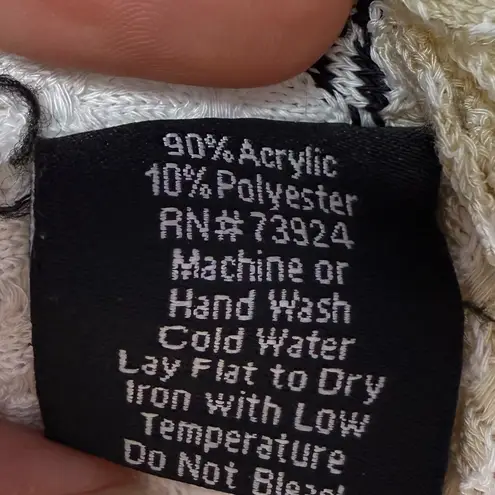 90% Acrylic
10% Polyester
RN#73924
Machine or
Hand Wash
Cold Water
Lay Flat to Dry
Iron with Low
Temperature
Do Not Bleach